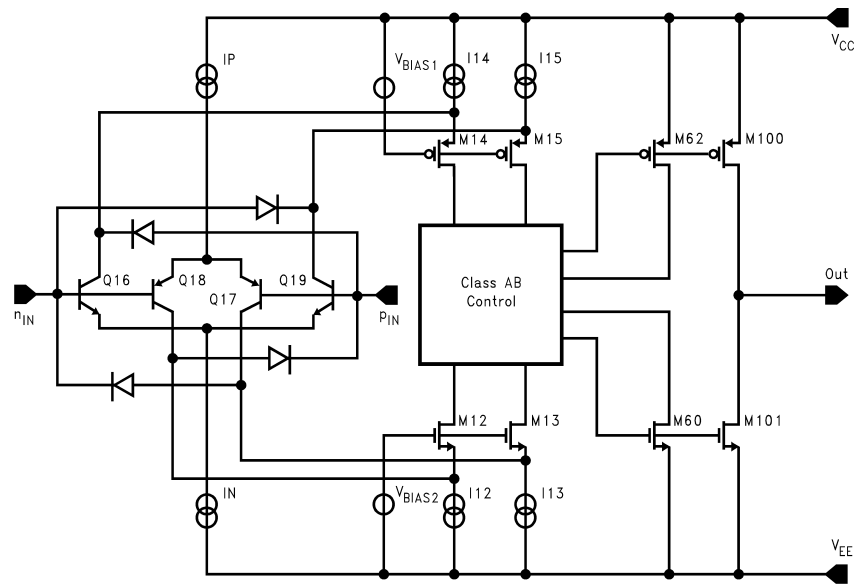 IP
VBIAS1
I14
I15
VCC
M14
M15
M62
M100
Q16
Q18
Q17
Q19
nIN
pIN
Class AB
Control
Out
M12
M13
M60
M101
IN
VBIAS2
I12
I13
VEE